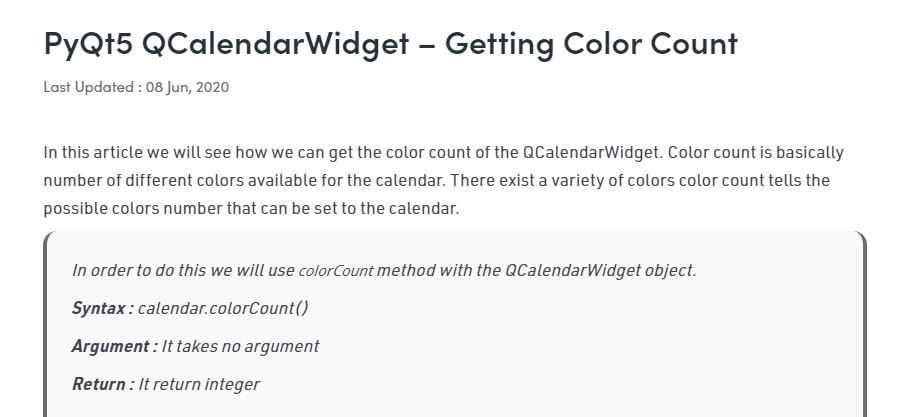 PyQt5 QCalendarWidget – Getting Color Count
Last Updated : 08 Jun, 2020
In this article we will see how we can get the color count of the QCalendarWidget. Color count is basically
number of different colors available for the calendar. There exist a variety of colors color count tells the
possible colors number that can be set to the calendar.
In order to do this we will use colorCount method with the QCalendarWidget object.
Syntax : calendar.colorCount()
Argument : It takes no argument
Return : It return integer